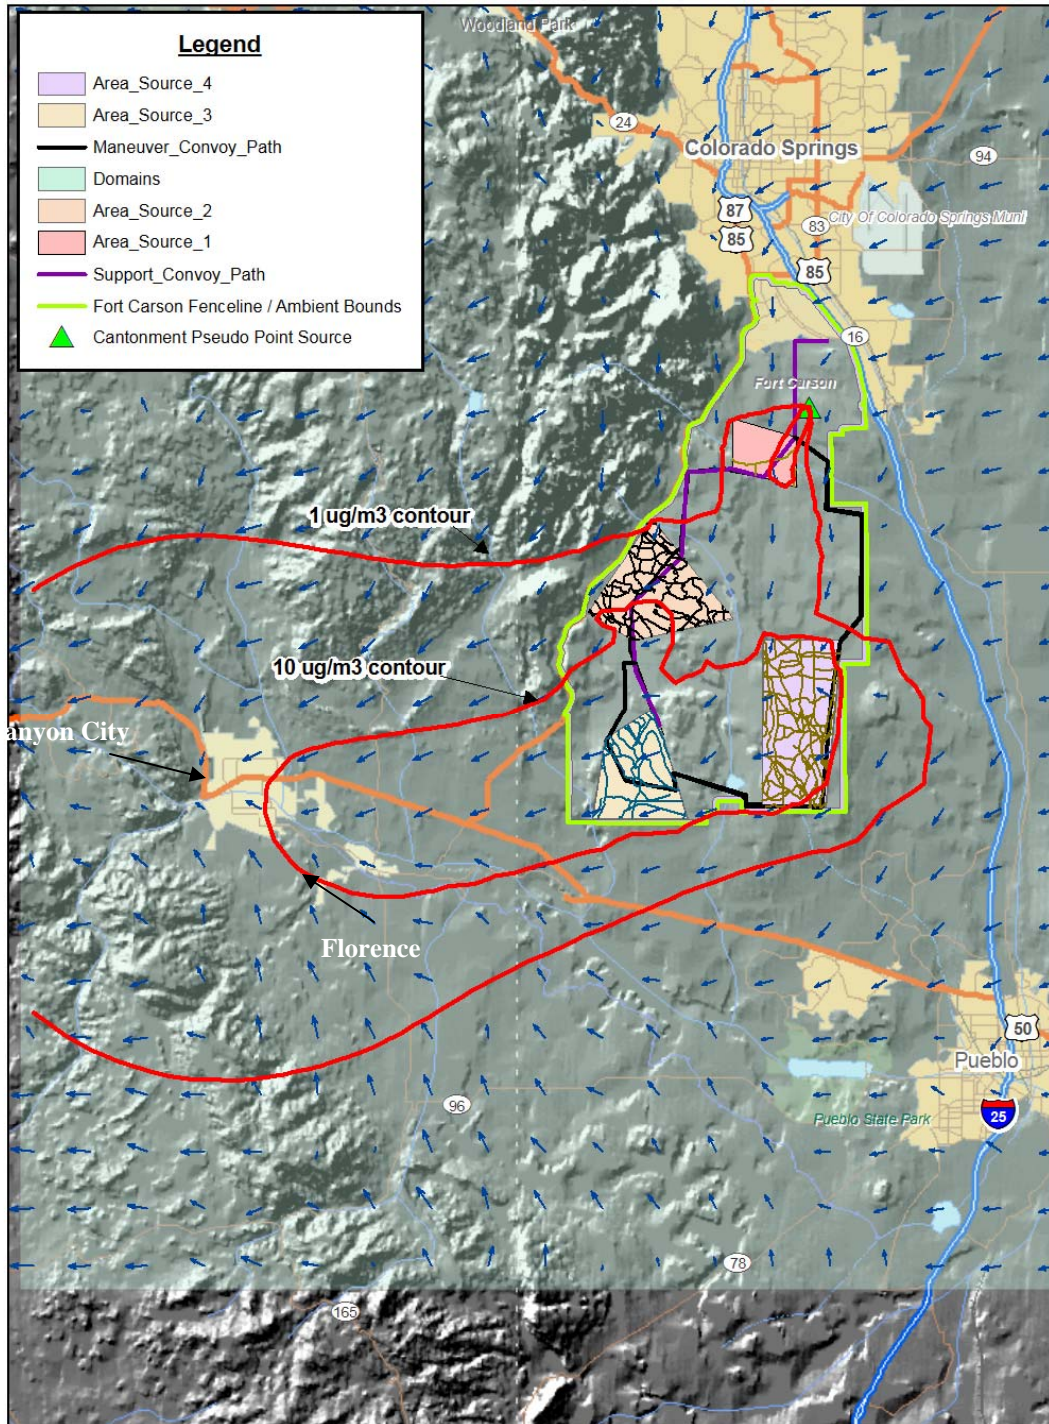 Woodland Park
Legend
Area_Source_4
Area_Source_3
Maneuver_Convoy_Path
Domains
Area_Source_2
Area_Source_1
Support_Convoy_Path
Fort Carson Fenceline / Ambient Bounds
Cantonment Pseudo Point Source
24
Colorado Springs
94
87
85
83
City Of Colorado Springs Muni
85
16
Fort Carson
1 ug/m3 contour
10 ug/m3 contour
anyon City
Florence
50
Pueblo
Pueblo State Park
25
96
78
165